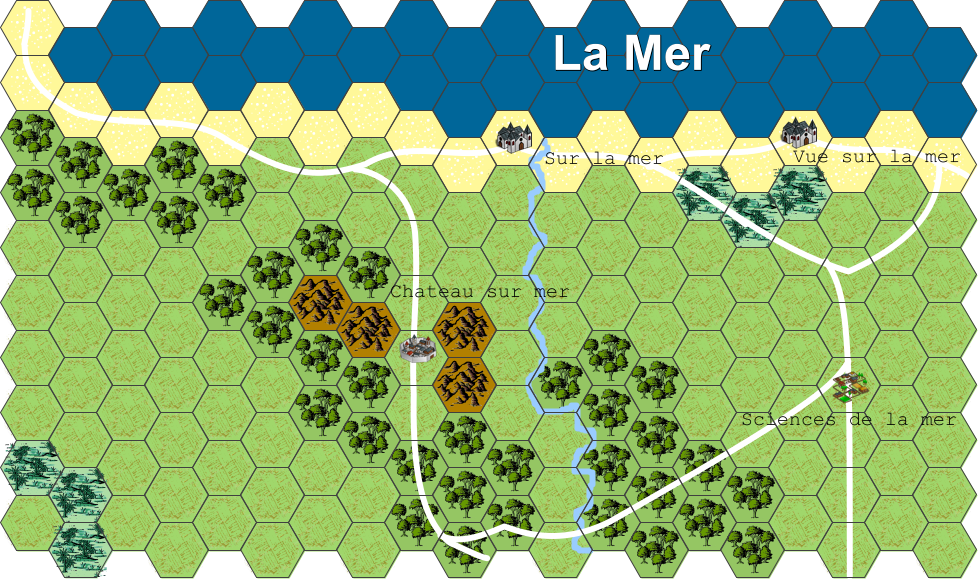 La Mer
Sur la mer
Vue sur la mer
Chateau sur mer
Sciences de la mer